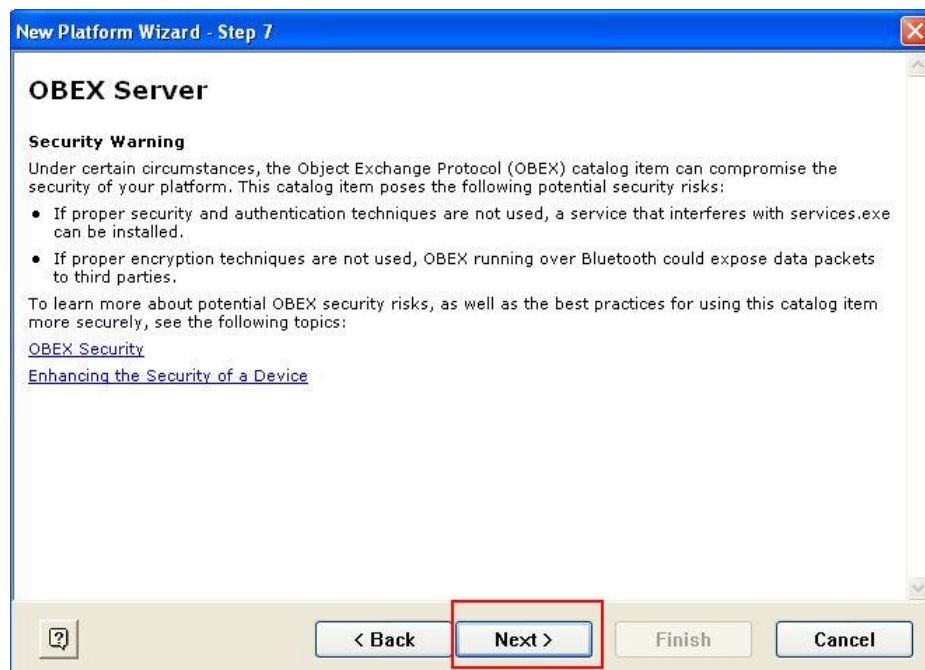 New Platform Wizard - Step 7
OBEX Server
Security Warning
Under certain circumstances, the Object Exchange Protocol (OBEX) catalog item can compromise the
security of your platform. This catalog item poses the following potential security risks:
• If proper security and authentication techniques are not used, a service that interferes with services.exe
can be installed.
• If proper encryption techniques are not used, OBEX running over Bluetooth could expose data packets
to third parties.
To learn more about potential OBEX security risks, as well as the best practices for using this catalog item
more securely, see the following topics:
OBEX Security
Enhancing the Security of a Device
? < Back Next > Finish Cancel